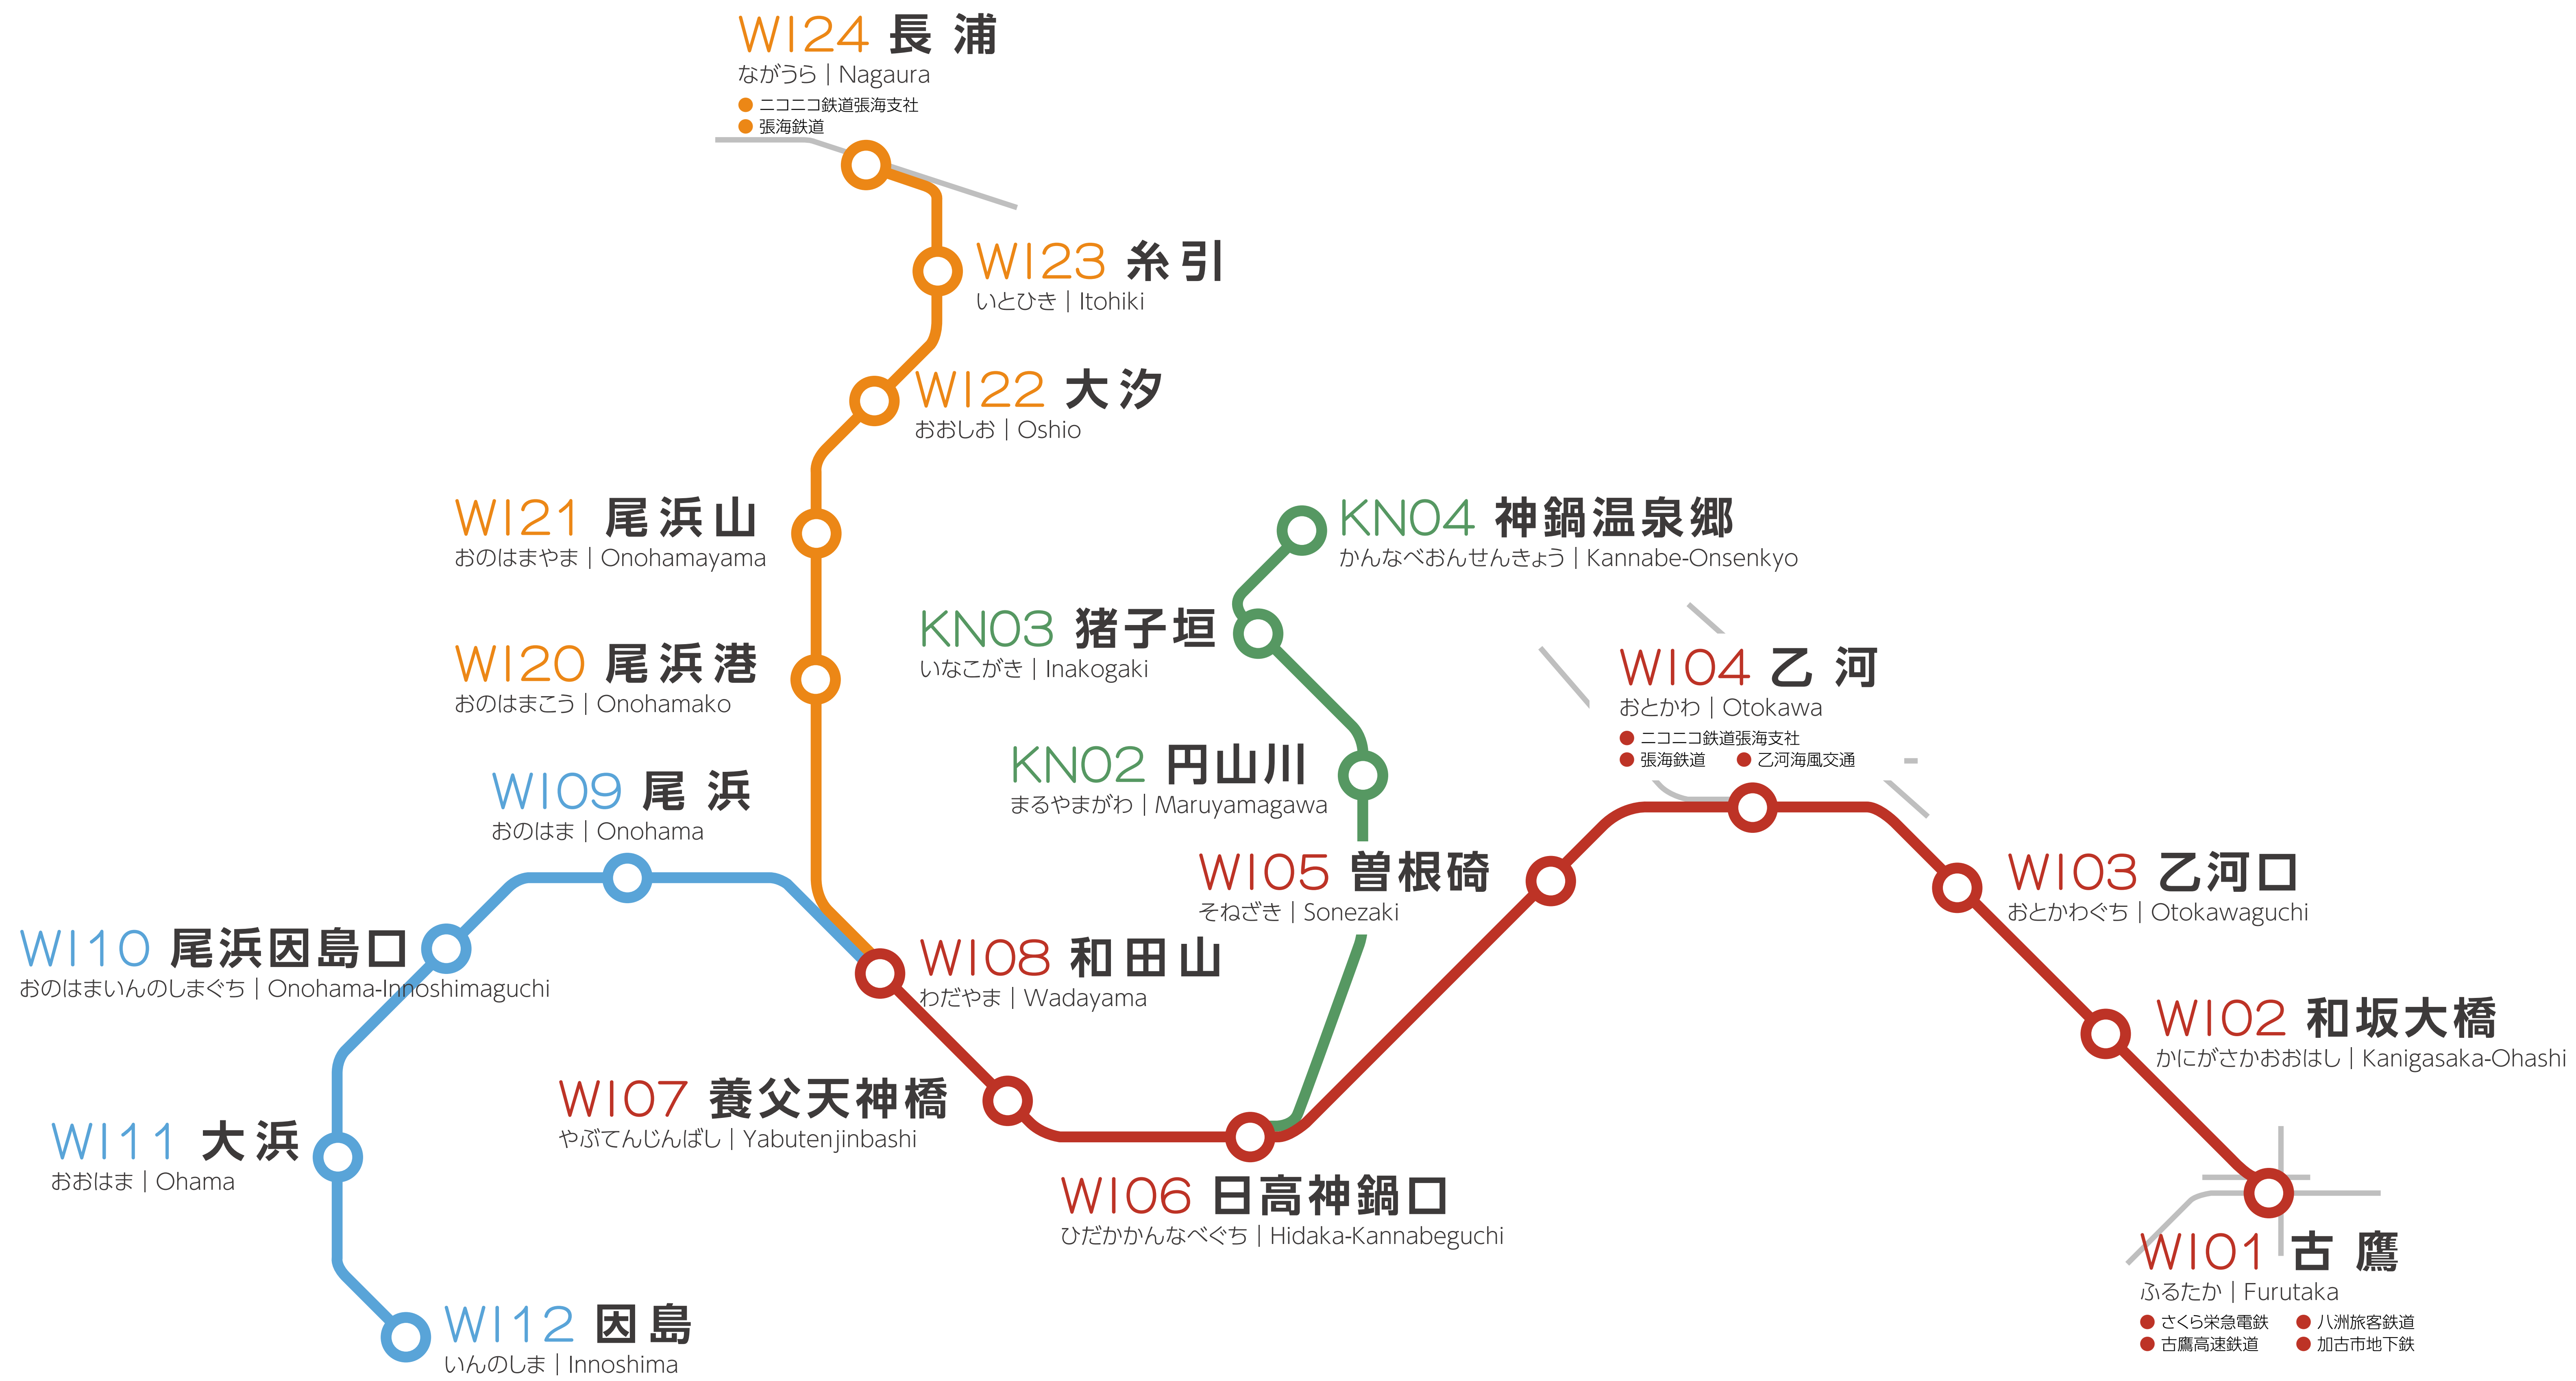 WI24 長浦
ながうら｜Nagaura
ニコニコ鉄道張海支社
張海鉄道
WI23 糸引
いとひき｜Itohiki
WI22 大汐
おおしお｜Oshio
WI21 尾浜山
おのはまやま｜Onohamayama
WI20 尾浜港
おのはまこう｜Onohamako
KN04 神鍋温泉郷
かんなべおんせんきょう｜Kannabe-Onsenkyo
KN03 猪子垣
いなこがき｜Inakogaki
KN02 円山川
まるやまがわ｜Maruyamagawa
WI04 乙河
おとかわ｜Otokawa
ニコニコ鉄道張海支社
張海鉄道 乙河海風交通
WI09 尾浜
おのはま｜Onohama
WI05 曽根碕
そねざき｜Sonezaki
WI03 乙河口
おとかわぐち｜Otokawaguchi
WI10 尾浜因島口
おのはまいんのしまぐち｜Onohama-Innoshimaguchi
WI08 和田山
わだやま｜Wadayama
WI02 和坂大橋
かにがさかおおはし｜Kanigasaka-Ohashi
WI07 養父天神橋
やぶてんじんばし｜Yabutenjinbashi
WI11 大浜
おおはま｜Ohama
WI06 日高神鍋口
ひだかかんなべぐち｜Hidaka-Kannabeguchi
WI01 古鷹
ふるたか｜Furutaka
さくら栄急電鉄 八洲旅客鉄道
古鷹高速鉄道 加古市地下鉄
WI12 因島
いんのしま｜Innoshima